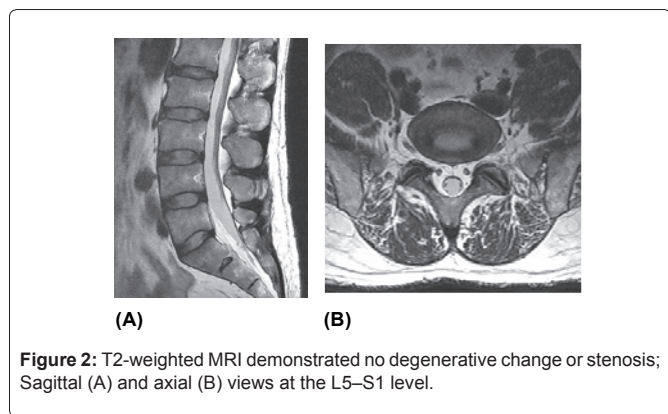 (A) (B)
Figure 2: T2-weighted MRI demonstrated no degenerative change or stenosis;
Sagittal (A) and axial (B) views at the L5–S1 level.